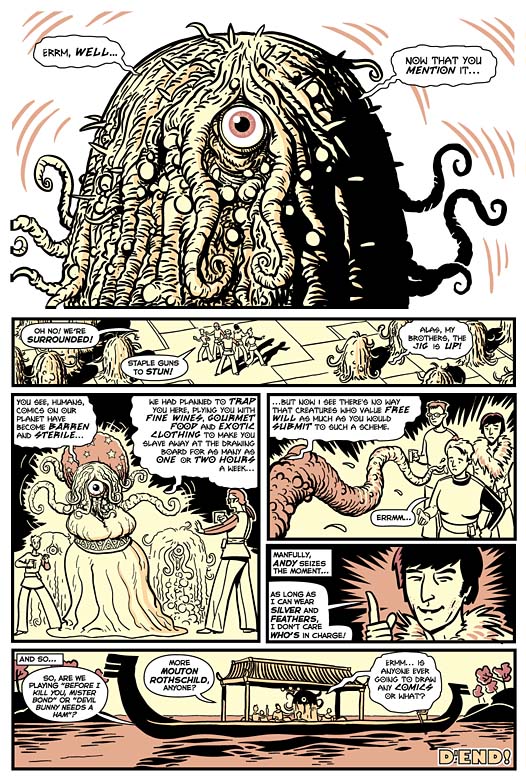 ERRM, WELL...
NOW THAT YOU
MENTION IT...
OH NO! WE'RE
SURROUNDED!
STAPLE GUNS
TO STUN!
ALAS, MY
BROTHERS, THE
JIG IS UP!
YOU SEE, HUMANS,
COMICS ON OUR
PLANET HAVE
BECOME BARREN
AND STERILE...
WE HAD PLANNED TO TRAP
YOU HERE, PLYING YOU WITH
FINE WINES, GOURMET
FOOD AND EXOTIC
CLOTHING TO MAKE YOU
SLAVE AWAY AT THE DRAWING
BOARD FOR AS MANY AS
ONE OR TWO HOURS
A WEEK...
...BUT NOW I SEE THERE'S NO WAY
THAT CREATURES WHO VALUE FREE
WILL AS MUCH AS YOU WOULD
SUBMIT TO SUCH A SCHEME.
ERRMM...
MANFULLY,
ANDY SEIZES
THE MOMENT...
AS LONG AS
I CAN WEAR
SILVER AND
FEATHERS,
I DON'T CARE
WHO'S IN CHARGE!
AND SO...
SO, ARE WE
PLAYING "BEFORE I
KILL YOU, MISTER
BOND" OR "DEVIL
BUNNY NEEDS A
HAM"?
MORE
MOUTON
ROTHSCHILD,
ANYONE?
ERMM... IS
ANYONE EVER
GOING TO DRAW
ANY COMICS
OR WHAT?
D:END!